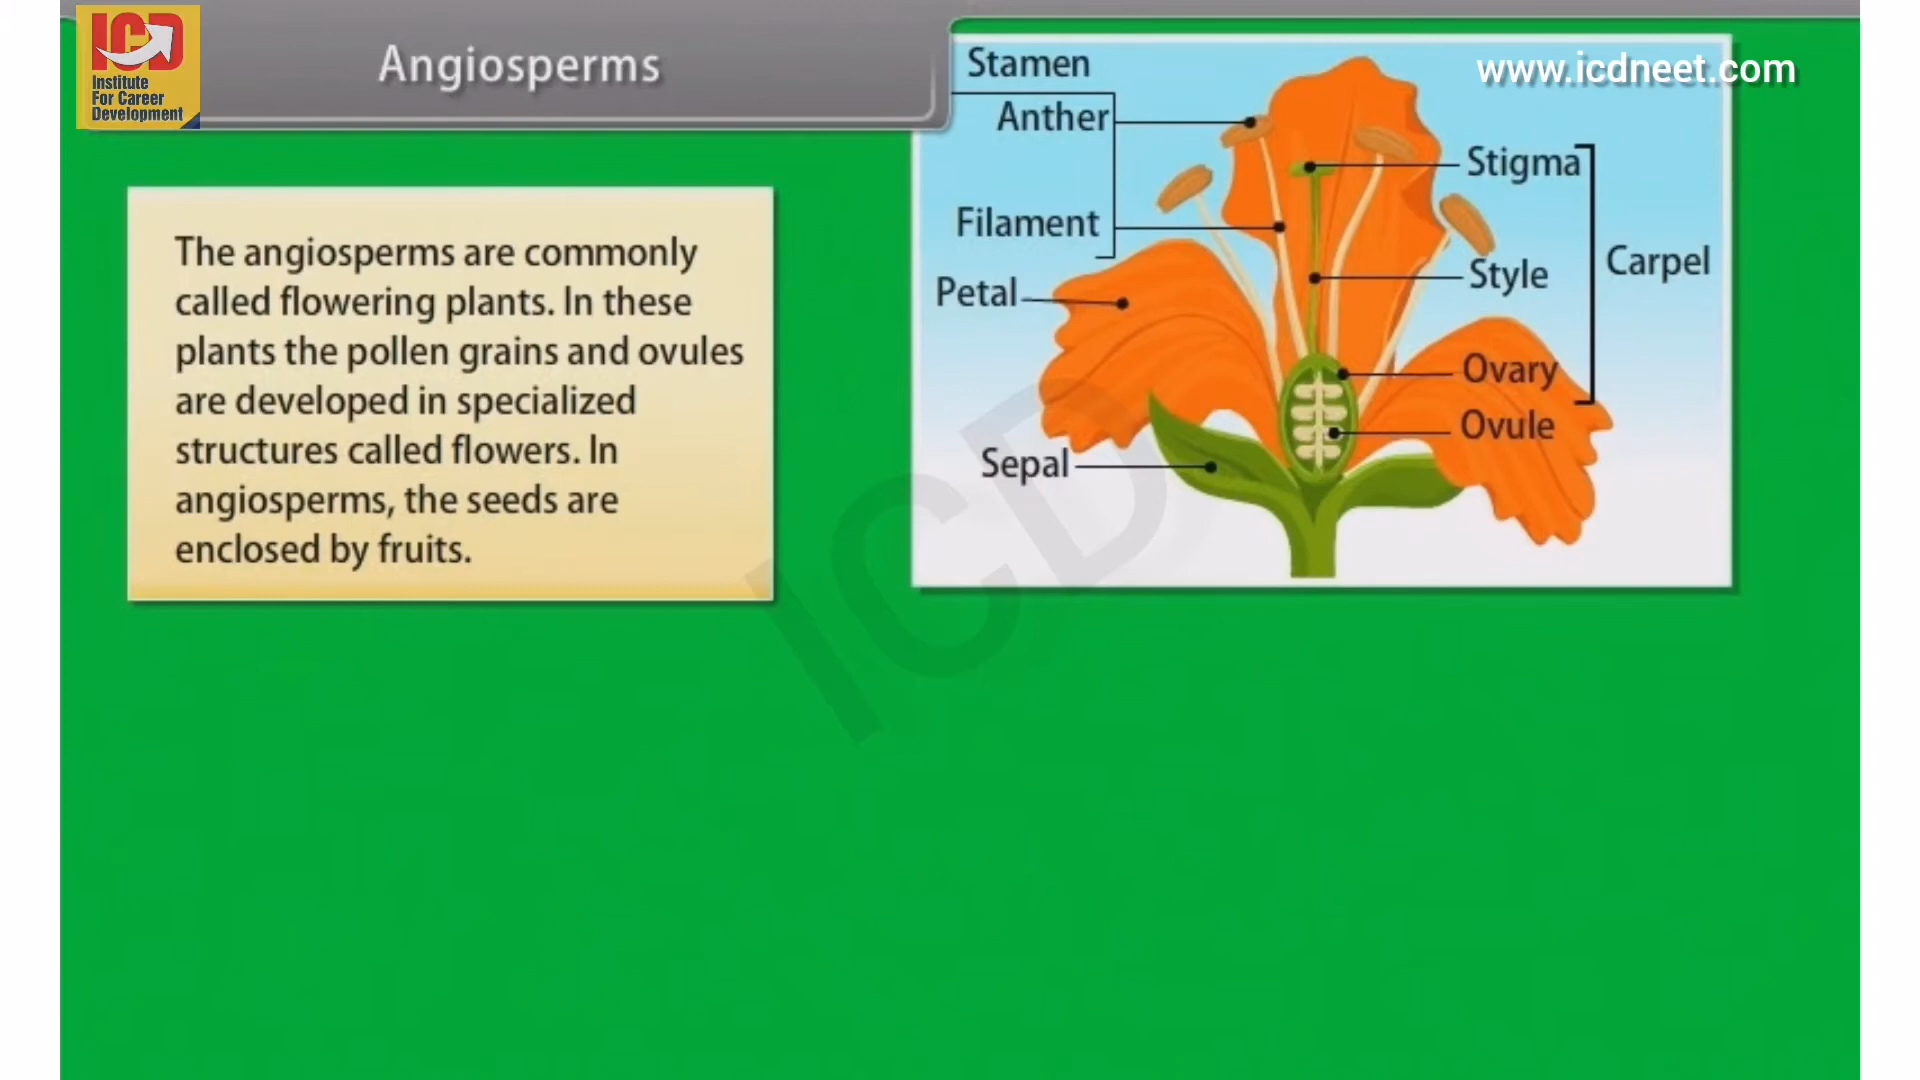 ICD
Institute
For Career
Development
Angiosperms
www.icdneet.com
The angiosperms are commonly
called flowering plants. In these
plants the pollen grains and ovules
are developed in specialized
structures called flowers. In
angiosperms, the seeds are
enclosed by fruits.
Stamen
Anther
Filament
Petal
Sepal
Stigma
Style
Carpel
Ovary
Ovule
ICD